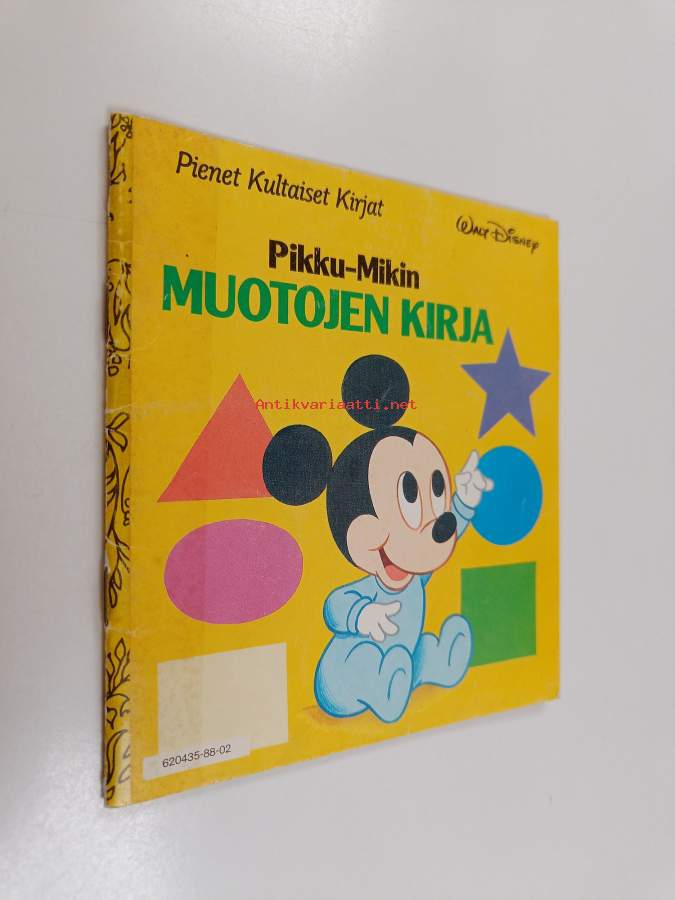 Pienet Kultaiset Kirjat
Walt Disney
Pikku-Mikin
MUOTOJEN KIRJA
Antikvariaatti.net
620435-88-02